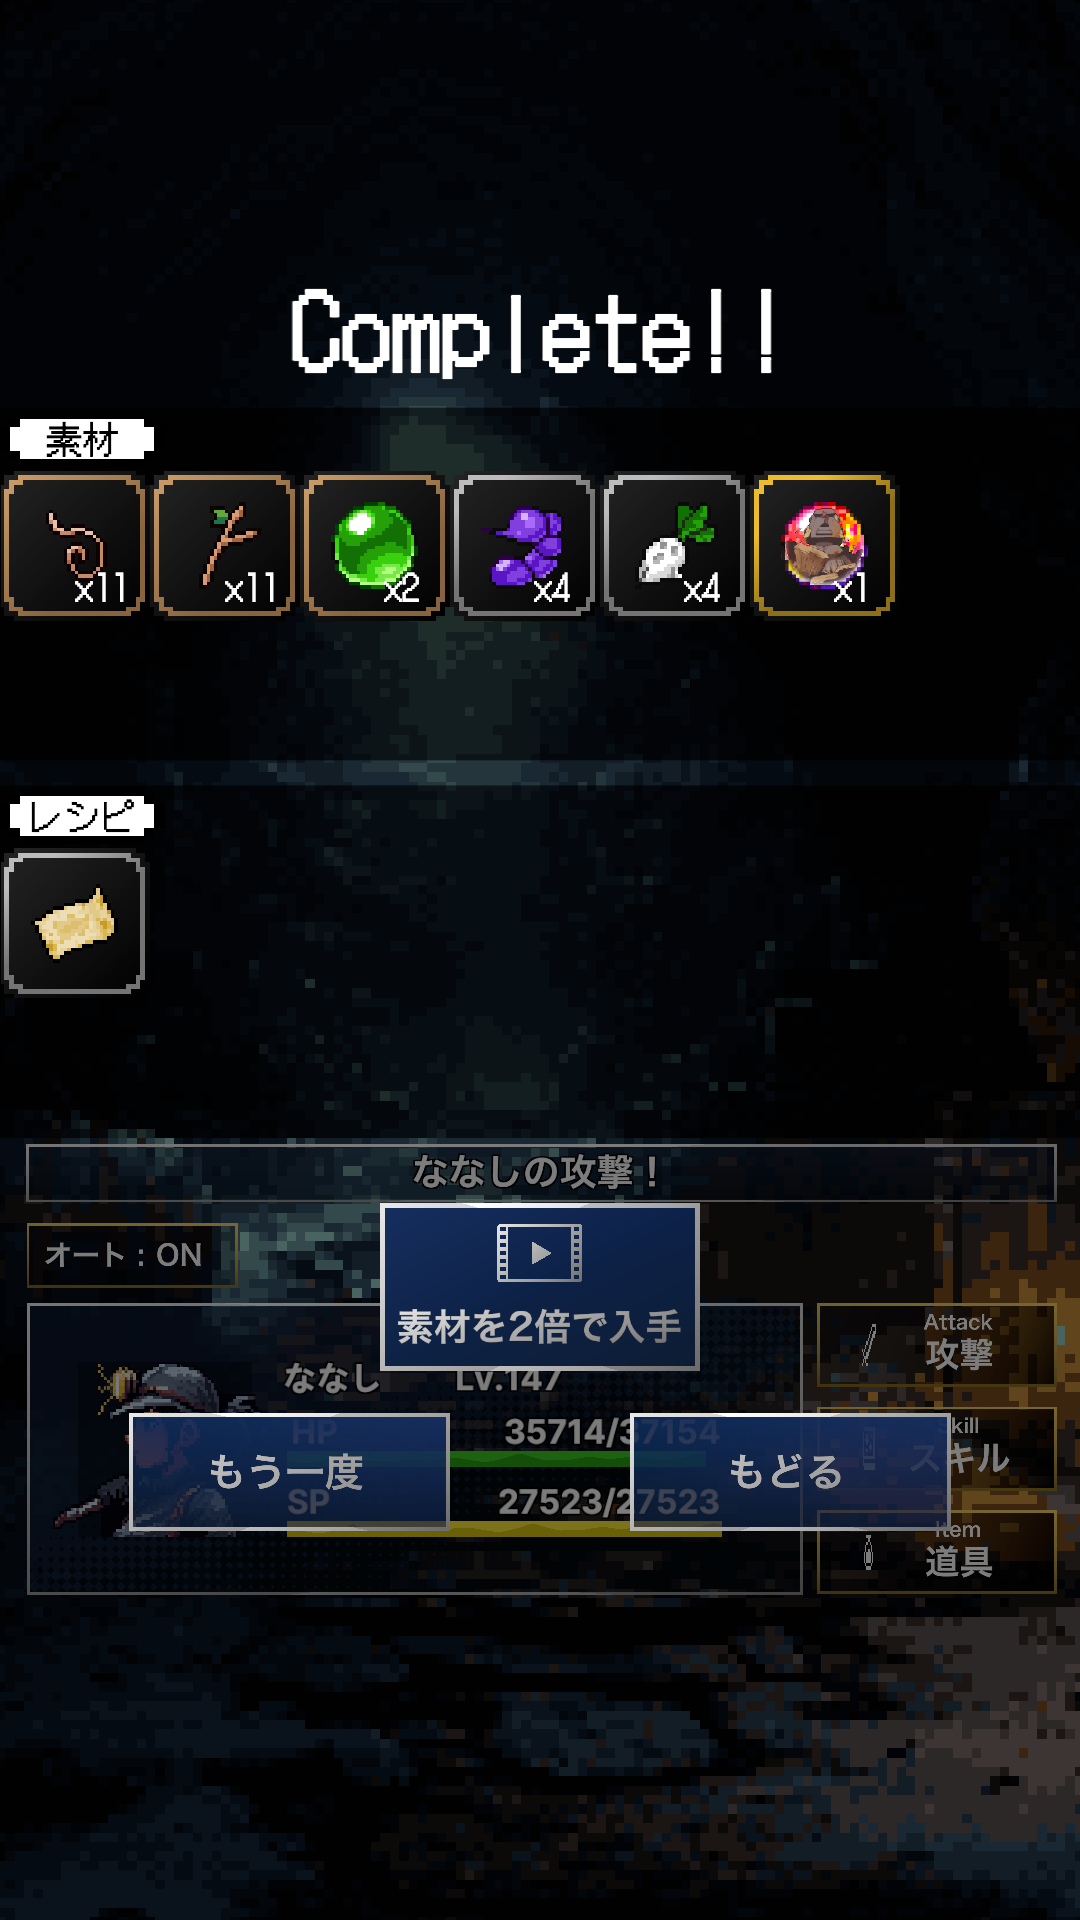 Complete!!
素材
x11
x11
x2
x4
x4
x1
レシピ
ななしの攻撃！
オート：ON
素材を2倍で入手
ななし Lv.147
HP 35714/37154
SP 27523/27523
もう一度
もどる
Attack
攻撃
Skill
スキル
Item
道具